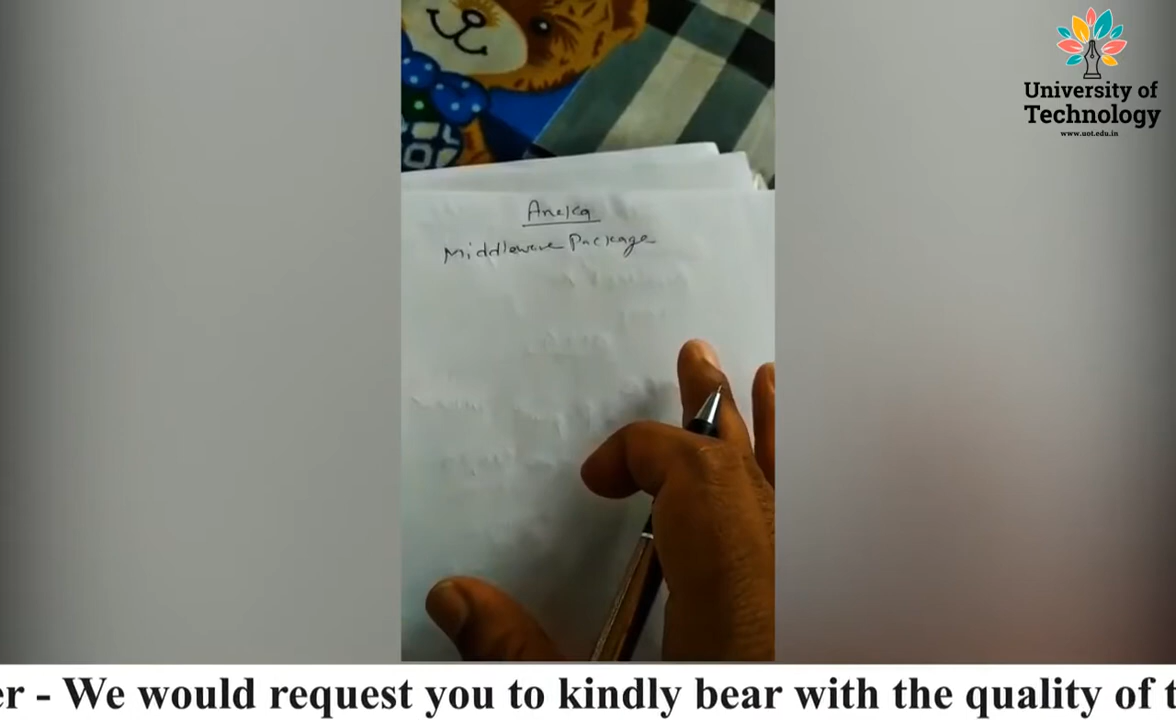 University of
Technology
www.uot.edu.in
Aneka
Middleware Package
er - We would request you to kindly bear with the quality of t